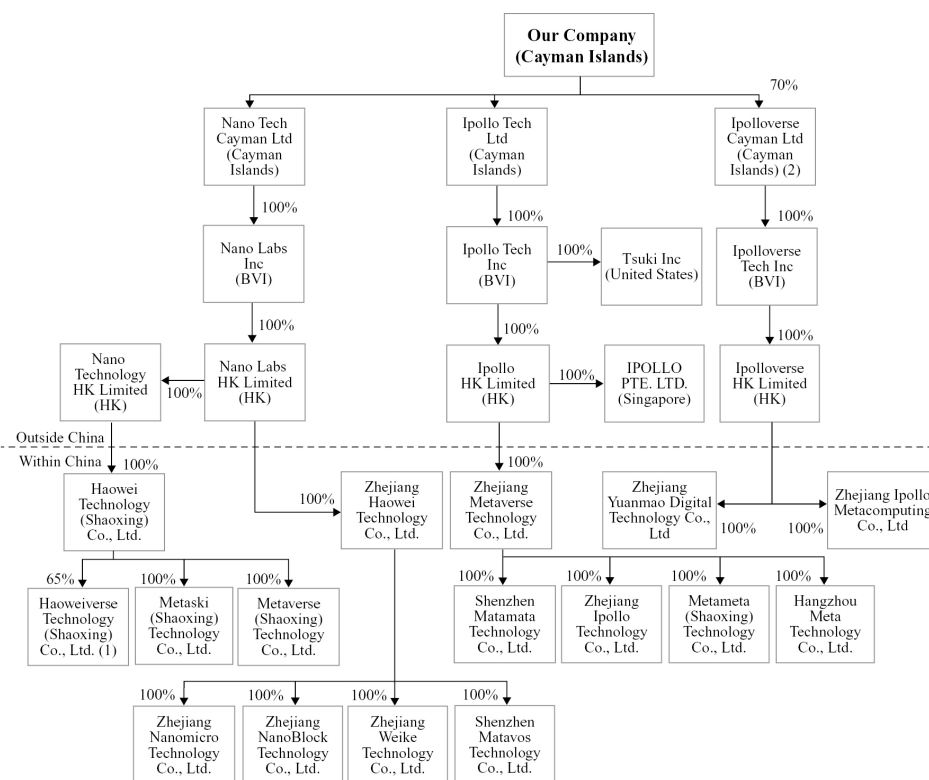 Our Company
(Cayman Islands)
70%
Nano Tech
Cayman Ltd
(Cayman
Islands)
Ipollo Tech
Ltd
(Cayman
Islands)
Ipolloverse
Cayman Ltd
(Cayman
Islands) (2)
100%
100%
100%
Nano Labs
Inc
(BVI)
Ipollo Tech
Inc
(BVI)
100%
Tsuki Inc
(United States)
Ipolloverse
Tech Inc
(BVI)
100%
100%
100%
Nano
Technology
HK Limited
(HK)
100%
Nano Labs
HK Limited
(HK)
Ipollo
HK Limited
(HK)
100%
IPOLLO
PTE. LTD.
(Singapore)
Ipolloverse
HK Limited
(HK)
Outside China
Within China
100%
100%
Haowei
Technology
(Shaoxing)
Co., Ltd.
100%
Zhejiang
Haowei
Technology
Co., Ltd.
Zhejiang
Metaverse
Technology
Co., Ltd.
Zhejiang
Yuanmao Digital
Technology Co.,
Ltd
100%
100%
Zhejiang Ipollo
Metacomputing
Co., Ltd
65%
100%
100%
100%
100%
100%
100%
Haoweiverse
Technology
(Shaoxing)
Co., Ltd. (1)
Metaski
(Shaoxing)
Technology
Co., Ltd.
Metaverse
(Shaoxing)
Technology
Co., Ltd.
Shenzhen
Matamata
Technology
Co., Ltd.
Zhejiang
Ipollo
Technology
Co., Ltd.
Metameta
(Shaoxing)
Technology
Co., Ltd.
Hangzhou
Meta
Technology
Co., Ltd.
100%
100%
100%
100%
Zhejiang
Nanomicro
Technology
Co., Ltd.
Zhejiang
NanoBlock
Technology
Co., Ltd.
Zhejiang
Weike
Technology
Co., Ltd.
Shenzhen
Matavos
Technology
Co., Ltd.